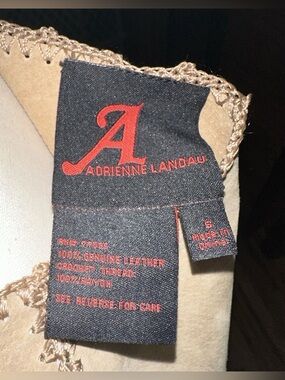 A
ADRIENNE LANDAU
S
Made in
China
100% GENUINE LEATHER
CROCHET THREAD:
100% RAYON
SEE REVERSE FOR CARE